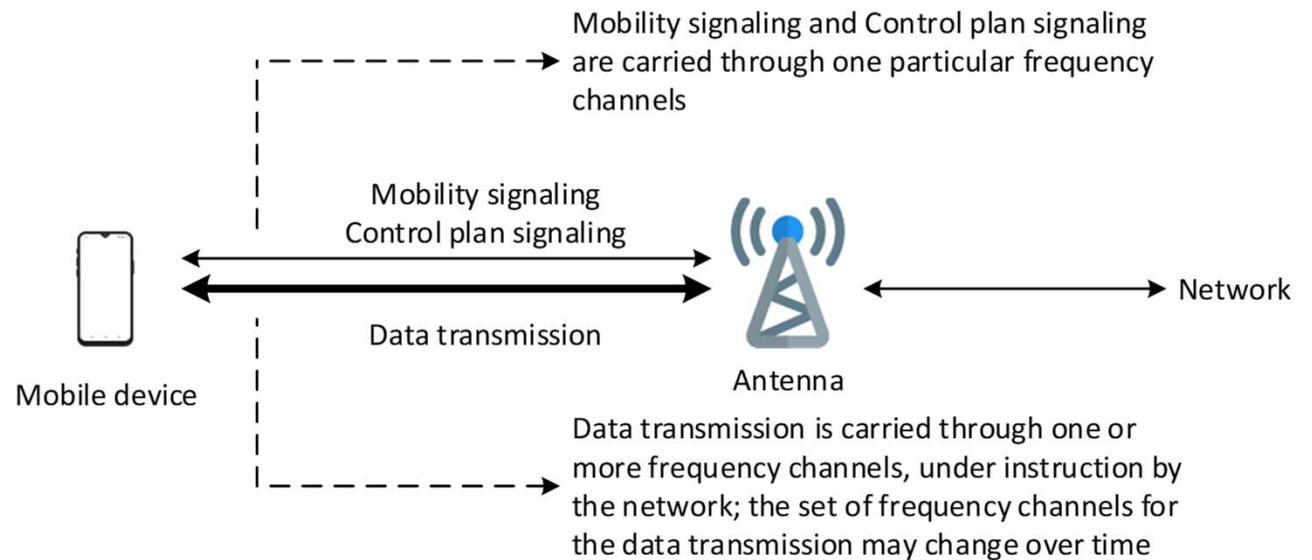 Mobility signaling and Control plan signaling
are carried through one particular frequency
channels
Mobility signaling
Control plan signaling
Network
Data transmission
Mobile device
Antenna
Data transmission is carried through one or
more frequency channels, under instruction by
the network; the set of frequency channels for
the data transmission may change over time